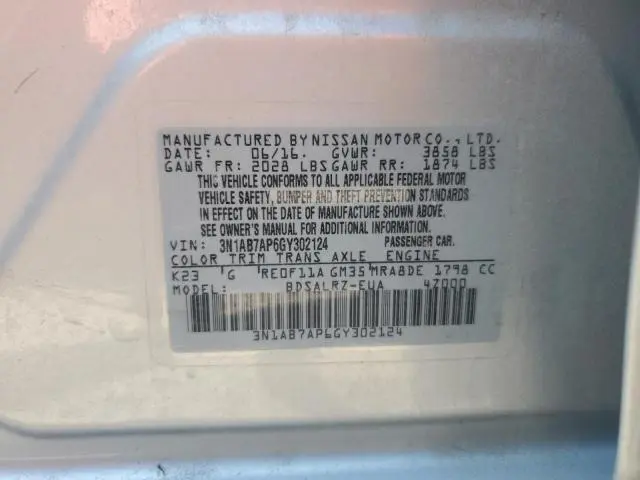 MANUFACTURED BY NISSAN MOTOR CO., LTD.
DATE: 06/16. GVWR: 3858 LBS
GAWR FR: 2028 LBS GAWR RR: 1874 LBS
THIS VEHICLE CONFORMS TO ALL APPLICABLE FEDERAL MOTOR
VEHICLE SAFETY, BUMPER AND THEFT PREVENTION STANDARDS
IN EFFECT ON THE DATE OF MANUFACTURE SHOWN ABOVE.
SEE OWNER'S MANUAL FOR ADDITIONAL INFORMATION.
VIN: 3N1AB7AP6GY302124 PASSENGER CAR.
COLOR TRIM TRANS AXLE ENGINE
K23 'G 'RE0F11A GM35'MRA8DE 1798 CC
MODEL: BDSALRZ-EUA 47000
3N1AB7AP6GY302124